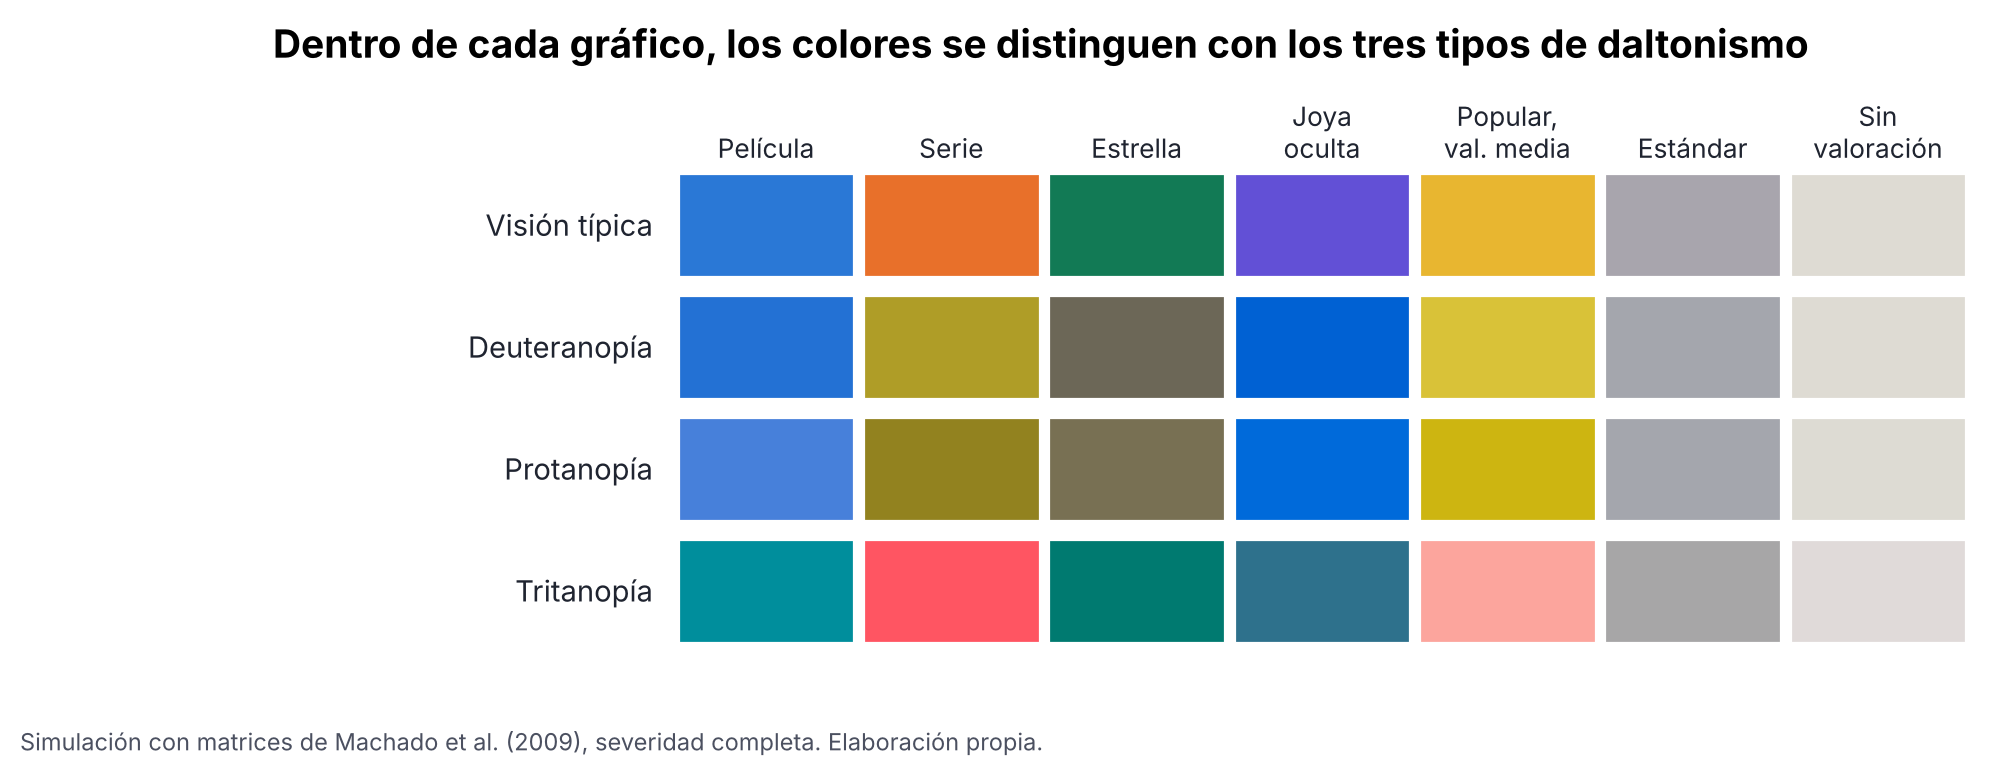 Dentro de cada gráfico, los colores se distinguen con los tres tipos de daltonismo
Película
Serie
Estrella
Joya
oculta
Popular,
val. media
Estándar
Sin
valoración
Visión típica
Deuteranopía
Protanopía
Tritanopía
Simulación con matrices de Machado et al. (2009), severidad completa. Elaboración propia.